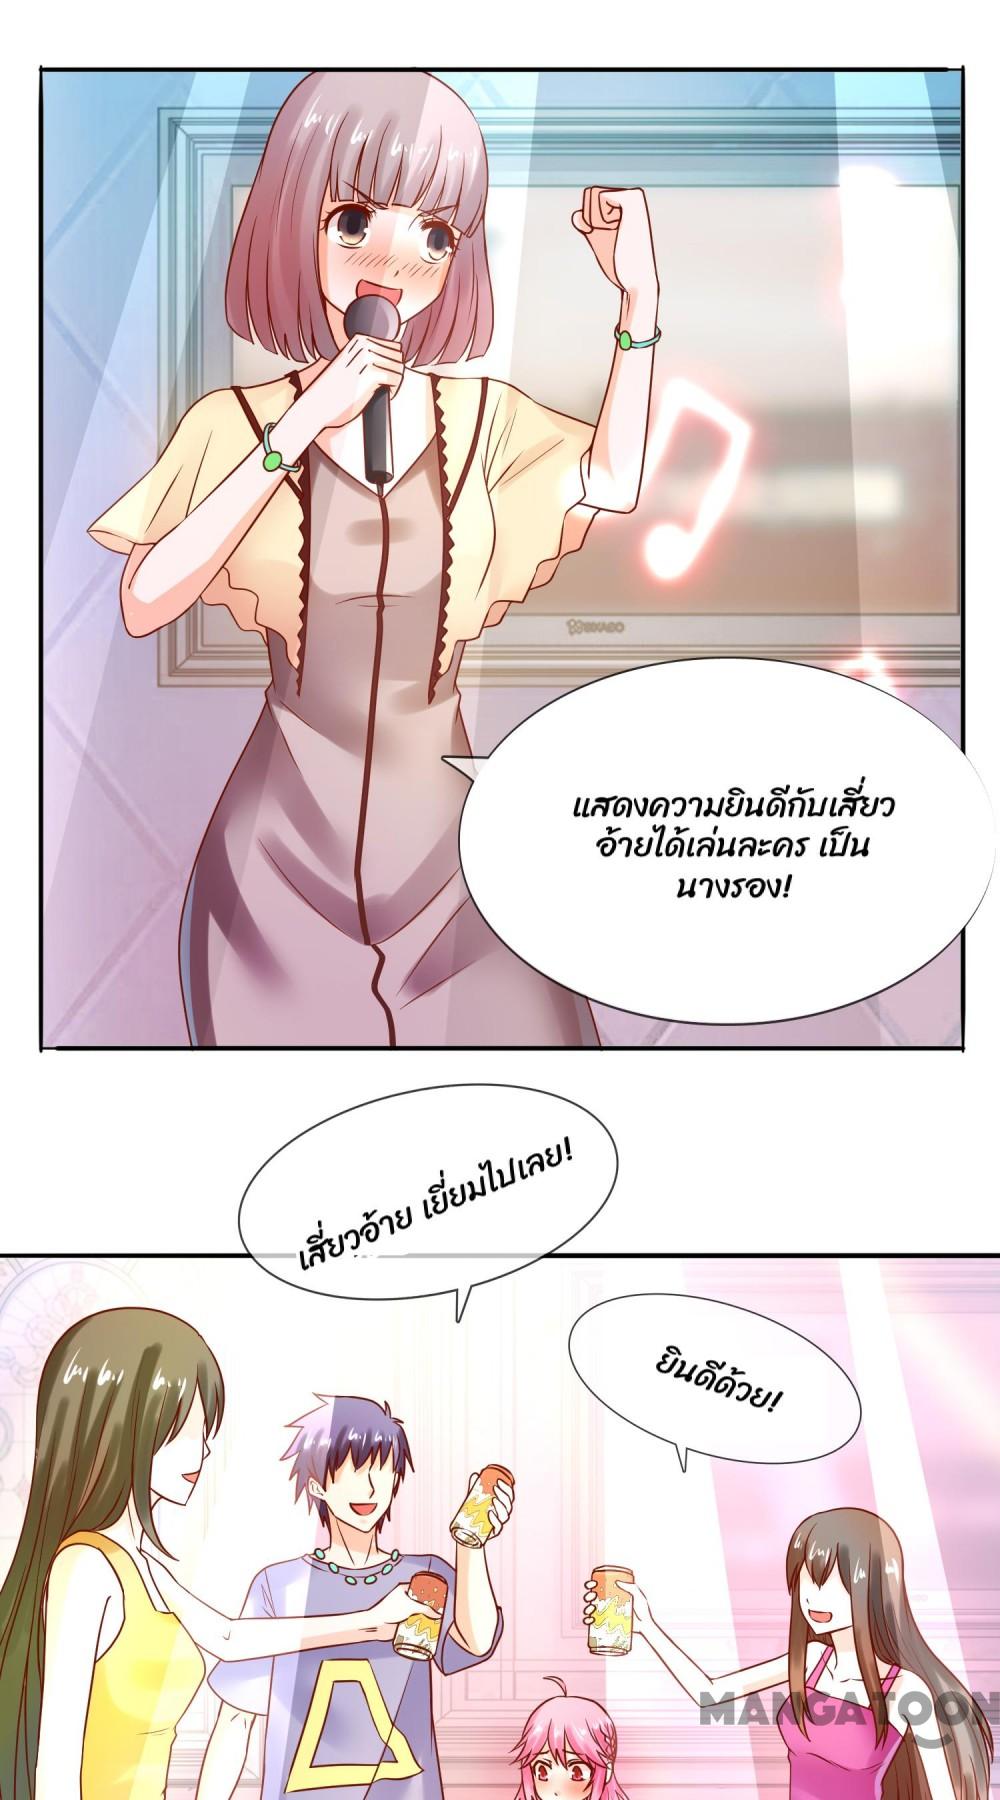 แสดงความยินดีกับเสี่ยว
อ้ายได้เล่นละคร เป็น
นางรอง!
เสี่ยวอ้าย เยี่ยมไปเลย!
ยินดีด้วย!
MANGATOON